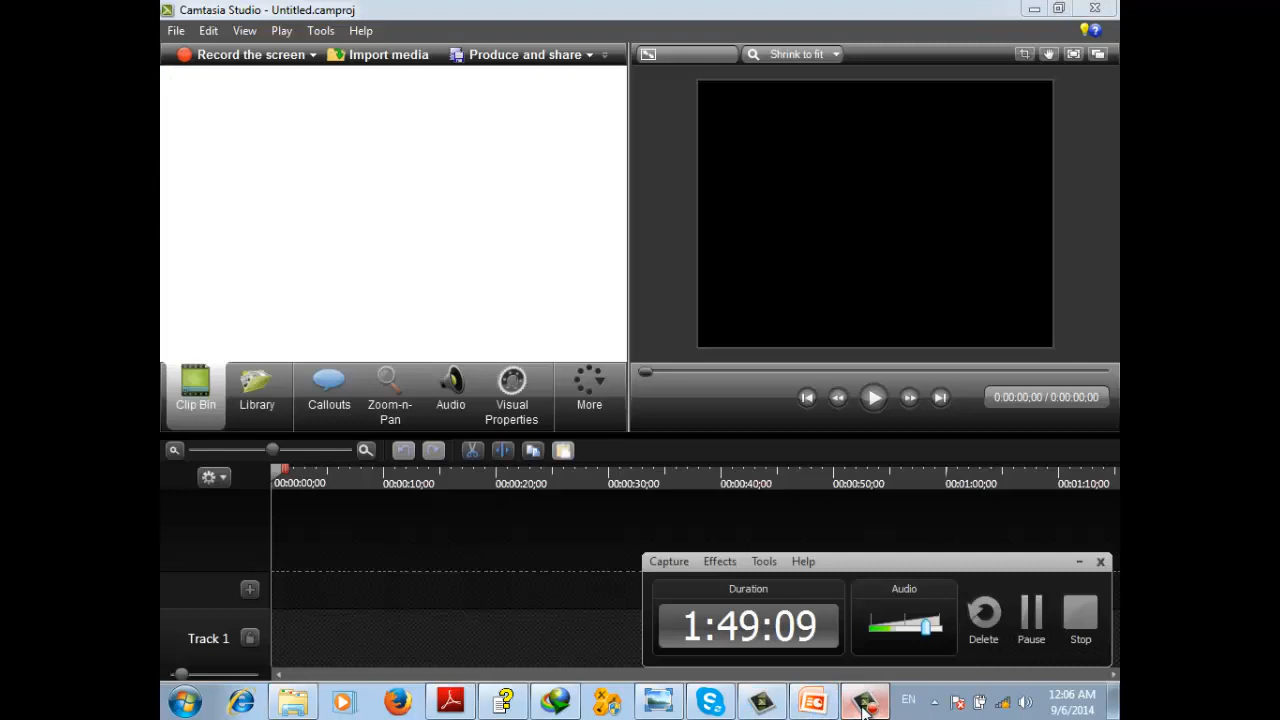 Camtasia Studio - Untitled.camproj
File Edit View Play Tools Help
Record the screen Import media Produce and share Shrink to fit
Clip Bin Library Callouts Zoom-n-Pan Audio Visual Properties More
0:00:00;00 / 0:00:00;00
00:00:00;00 00:00:10;00 00:00:20;00 00:00:30;00 00:00:40;00 00:00:50;00 00:01:00;00 00:01:10;00
Capture Effects Tools Help
Duration Audio
1:49:09
Delete Pause Stop
Track 1
EN 12:06 AM
9/6/2014